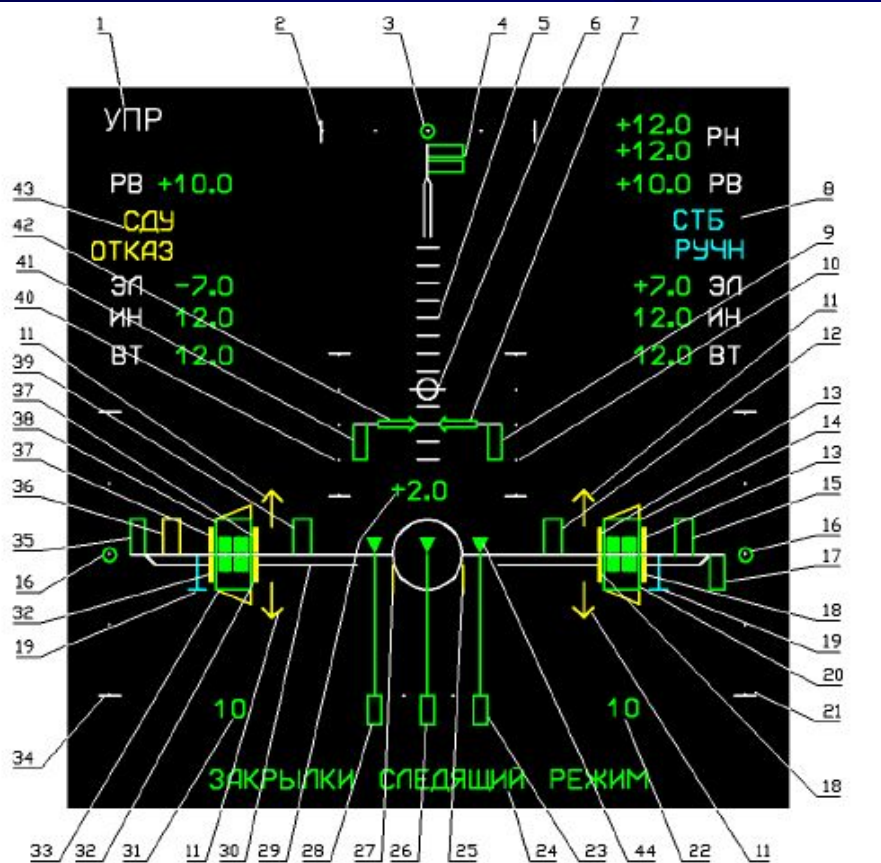 1 2 3 4 5 6 7
УПР
+12.0 РН
+12.0
РВ +10.0
+10.0 РВ
43
СДУ
ОТКАЗ
8
СТБ
РУЧН
42
41
40
11
39
37
38
37
36
35
16
32
19
34
ЭЛ -7.0
ИН 12.0
ВТ 12.0
+7.0 ЭЛ
12.0 ИН
12.0 ВТ
9
10
11
12
13
14
13
15
16
17
18
19
20
21
18
+2.0
10
10
ЗАКРЫЛКИ СЛЕДЯЩИЙ РЕЖИМ
33 32 31 11 30 29 28 27 26 25 24 23 44 22 11